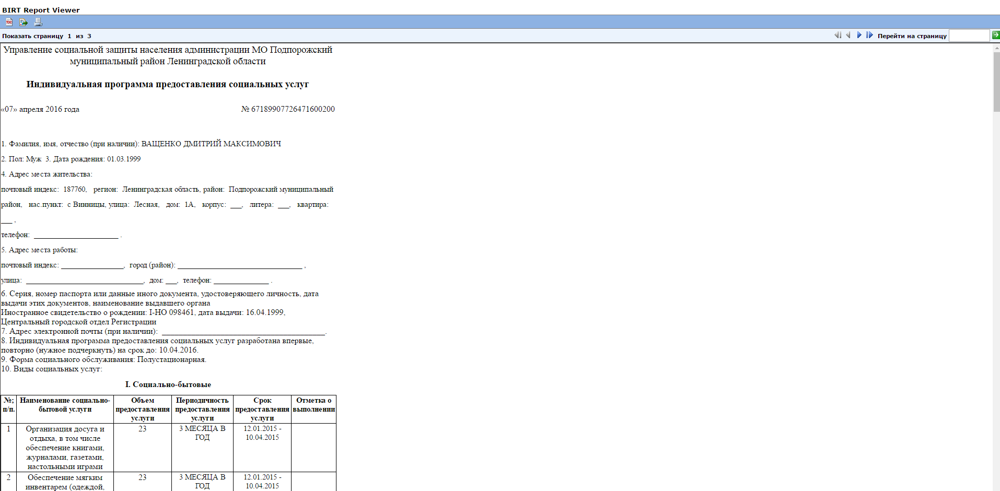 BIRT Report Viewer
TOC
Показать страницу 1 из 3
Перейти на страницу
Управление социальной защиты населения администрации МО Подпорожский
муниципальный район Ленинградской области
Индивидуальная программа предоставления социальных услуг
«07» апреля 2016 года № 67189907726471600200
1. Фамилия, имя, отчество (при наличии): ВАЩЕНКО ДМИТРИЙ МАКСИМОВИЧ
2. Пол: Муж 3. Дата рождения: 01.03.1999
4. Адрес места жительства:
почтовый индекс: 187760, регион: Ленинградская область, район: Подпорожский муниципальный
район, нас.пункт: с Винницы, улица: Лесная, дом: 1А, корпус: ___, литера: ___, квартира:
___ ,
телефон: _______________________ .
5. Адрес места работы:
почтовый индекс: _________________, город (район): __________________________________ ,
улица: ________________________________, дом: ___, телефон: _______________ .
6. Серия, номер паспорта или данные иного документа, удостоверяющего личность, дата
выдачи этих документов, наименование выдавшего органа
Иностранное свидетельство о рождении: I-НО 098461, дата выдачи: 16.04.1999,
Центральный городской отдел Регистрации
7. Адрес электронной почты (при наличии): _______________________________________.
8. Индивидуальная программа предоставления социальных услуг разработана впервые,
повторно (нужное подчеркнуть) на срок до: 10.04.2016.
9. Форма социального обслуживания: Полустационарная.
10. Виды социальных услуг:
I. Социально-бытовые
№; п/п.
Наименование социально-
бытовой услуги
Объем
предоставления
услуги
Периодичность
предоставления
услуги
Срок
предоставления
услуги
Отметка о
выполнении
1
Организация досуга и
отдыха, в том числе
обеспечение книгами,
журналами, газетами,
настольными играми
23
3 МЕСЯЦА В
ГОД
12.01.2015 -
10.04.2015
2
Обеспечение мягким
инвентарем (одеждой,
23
3 МЕСЯЦА В
ГОД
12.01.2015 -
10.04.2015